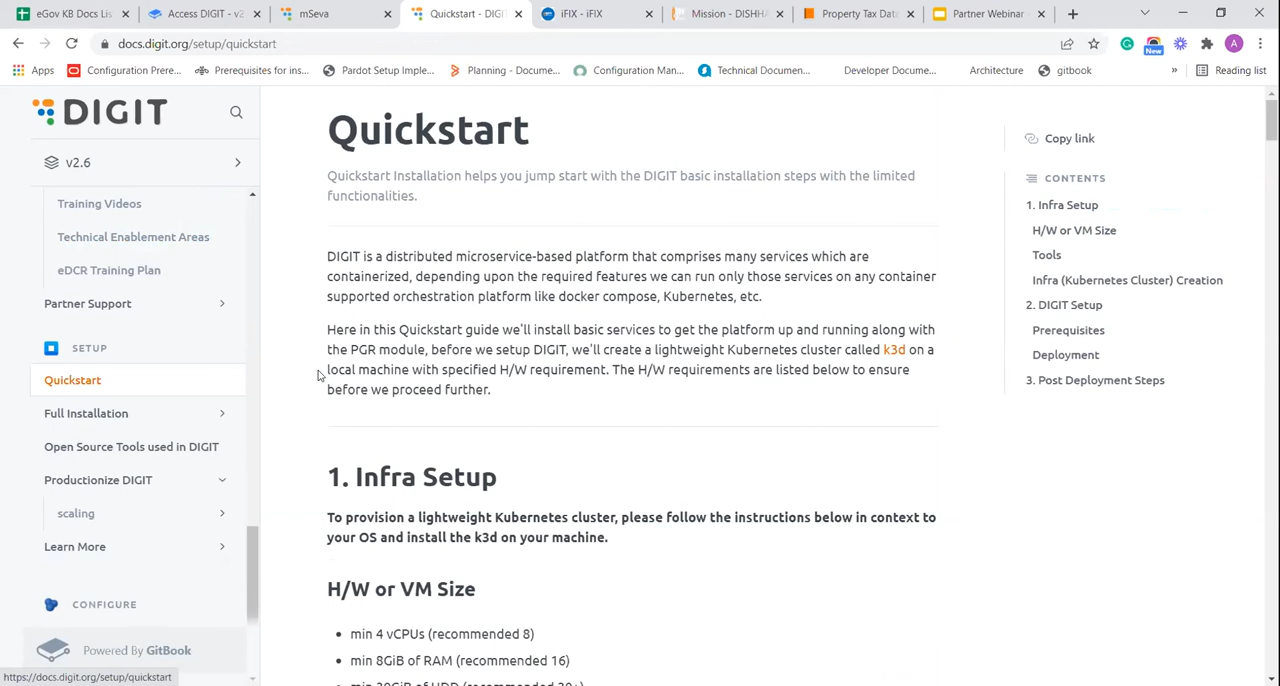 eGov KB Docs Lis
Access DIGIT - v2
mSeva
Quickstart - DIG
iFIX - iFIX
Mission - DISHHA
Property Tax Data
Partner Webinar
docs.digit.org/setup/quickstart
New
A
Apps
Configuration Prere...
Prerequisites for ins...
Pardot Setup Imple...
Planning - Docume...
Configuration Man...
Technical Documen...
Developer Docume...
Architecture
gitbook
»
Reading list
DIGIT
v2.6
Training Videos
Technical Enablement Areas
eDCR Training Plan
Partner Support
SETUP
Quickstart
Full Installation
Open Source Tools used in DIGIT
Productionize DIGIT
scaling
Learn More
CONFIGURE
Powered By GitBook
https://docs.digit.org/setup/quickstart
Quickstart
Quickstart Installation helps you jump start with the DIGIT basic installation steps with the limited
functionalities.
DIGIT is a distributed microservice-based platform that comprises many services which are
containerized, depending upon the required features we can run only those services on any container
supported orchestration platform like docker compose, Kubernetes, etc.
Here in this Quickstart guide we'll install basic services to get the platform up and running along with
the PGR module, before we setup DIGIT, we'll create a lightweight Kubernetes cluster called k3d on a
local machine with specified H/W requirement. The H/W requirements are listed below to ensure
before we proceed further.
1. Infra Setup
To provision a lightweight Kubernetes cluster, please follow the instructions below in context to
your OS and install the k3d on your machine.
H/W or VM Size
• min 4 vCPUs (recommended 8)
• min 8GiB of RAM (recommended 16)
Copy link
CONTENTS
1. Infra Setup
H/W or VM Size
Tools
Infra (Kubernetes Cluster) Creation
2. DIGIT Setup
Prerequisites
Deployment
3. Post Deployment Steps